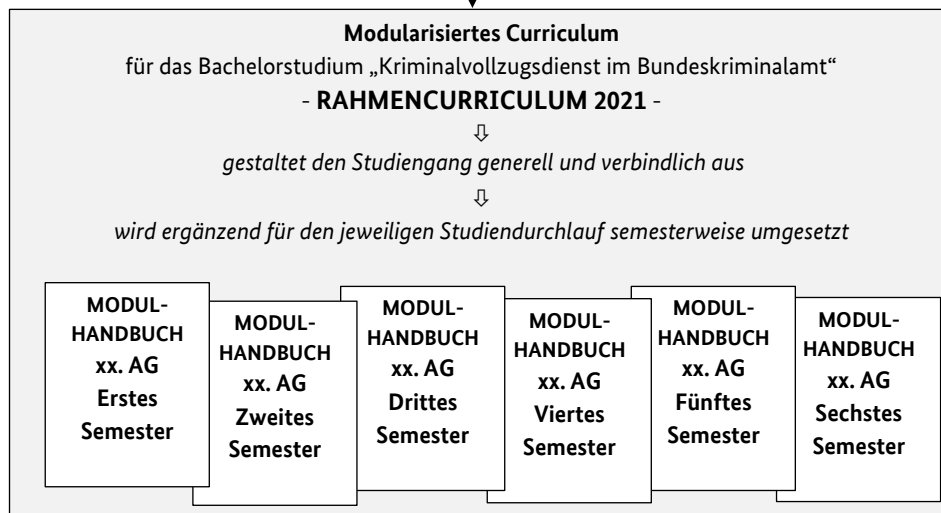 Modularisiertes Curriculum
für das Bachelorstudium „Kriminalvollzugsdienst im Bundeskriminalamt“
- RAHMENCURRICULUM 2021 -
⇩
gestaltet den Studiengang generell und verbindlich aus
⇩
wird ergänzend für den jeweiligen Studiendurchlauf semesterweise umgesetzt
MODUL-
HANDBUCH
xx. AG
Erstes
Semester
MODUL-
HANDBUCH
xx. AG
Zweites
Semester
MODUL-
HANDBUCH
xx. AG
Drittes
Semester
MODUL-
HANDBUCH
xx. AG
Viertes
Semester
MODUL-
HANDBUCH
xx. AG
Fünftes
Semester
MODUL-
HANDBUCH
xx. AG
Sechstes
Semester